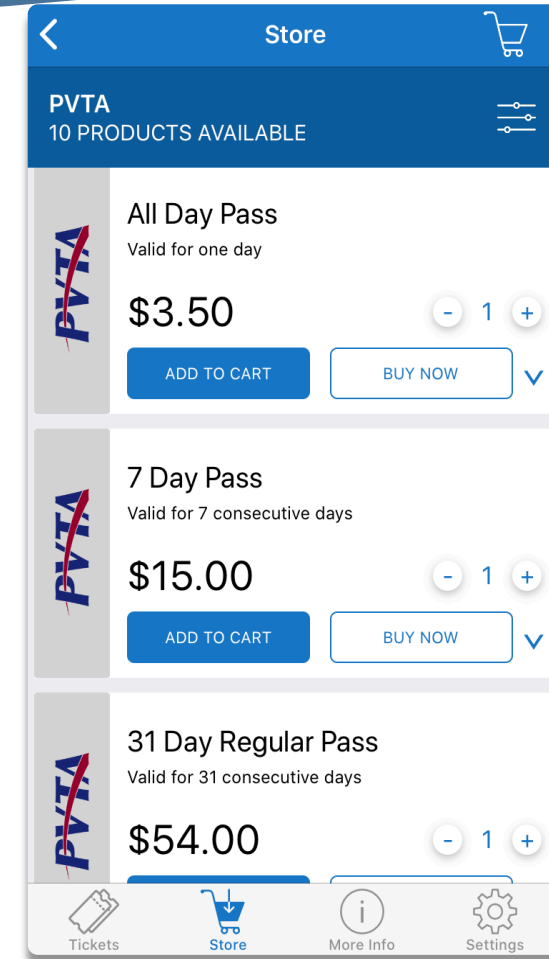 Store
PVTA
10 PRODUCTS AVAILABLE
PVTA
All Day Pass
Valid for one day
$3.50
- 1 +
ADD TO CART
BUY NOW
PVTA
7 Day Pass
Valid for 7 consecutive days
$15.00
- 1 +
ADD TO CART
BUY NOW
PVTA
31 Day Regular Pass
Valid for 31 consecutive days
$54.00
- 1 +
Tickets
Store
More Info
Settings